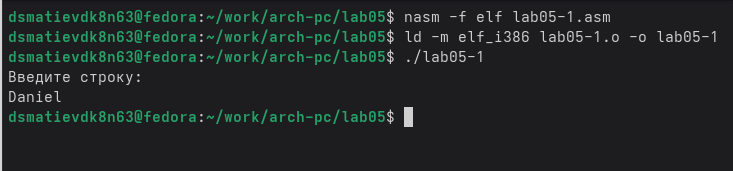 dsmatievdk8n63@fedora:~/work/arch-pc/lab05$ nasm -f elf lab05-1.asm
dsmatievdk8n63@fedora:~/work/arch-pc/lab05$ ld -m elf_i386 lab05-1.o -o lab05-1
dsmatievdk8n63@fedora:~/work/arch-pc/lab05$ ./lab05-1
Введите строку:
Daniel
dsmatievdk8n63@fedora:~/work/arch-pc/lab05$